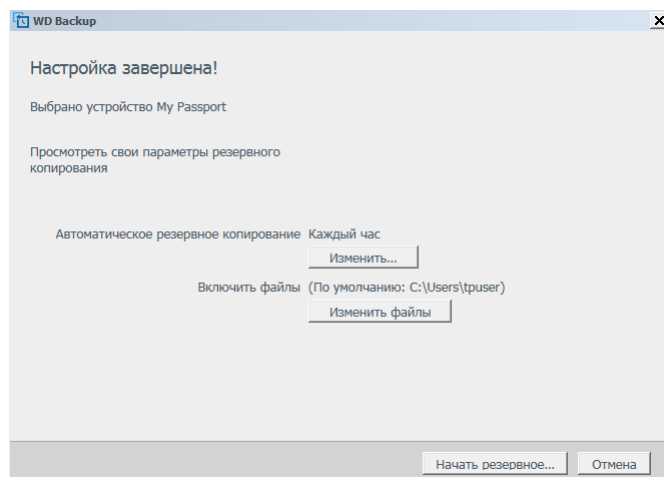 WD Backup
Настройка завершена!
Выбрано устройство My Passport
Просмотреть свои параметры резервного
копирования
Автоматическое резервное копирование Каждый час
Изменить...
Включить файлы (По умолчанию: C:\Users\tpuser)
Изменить файлы
Начать резервное... Отмена